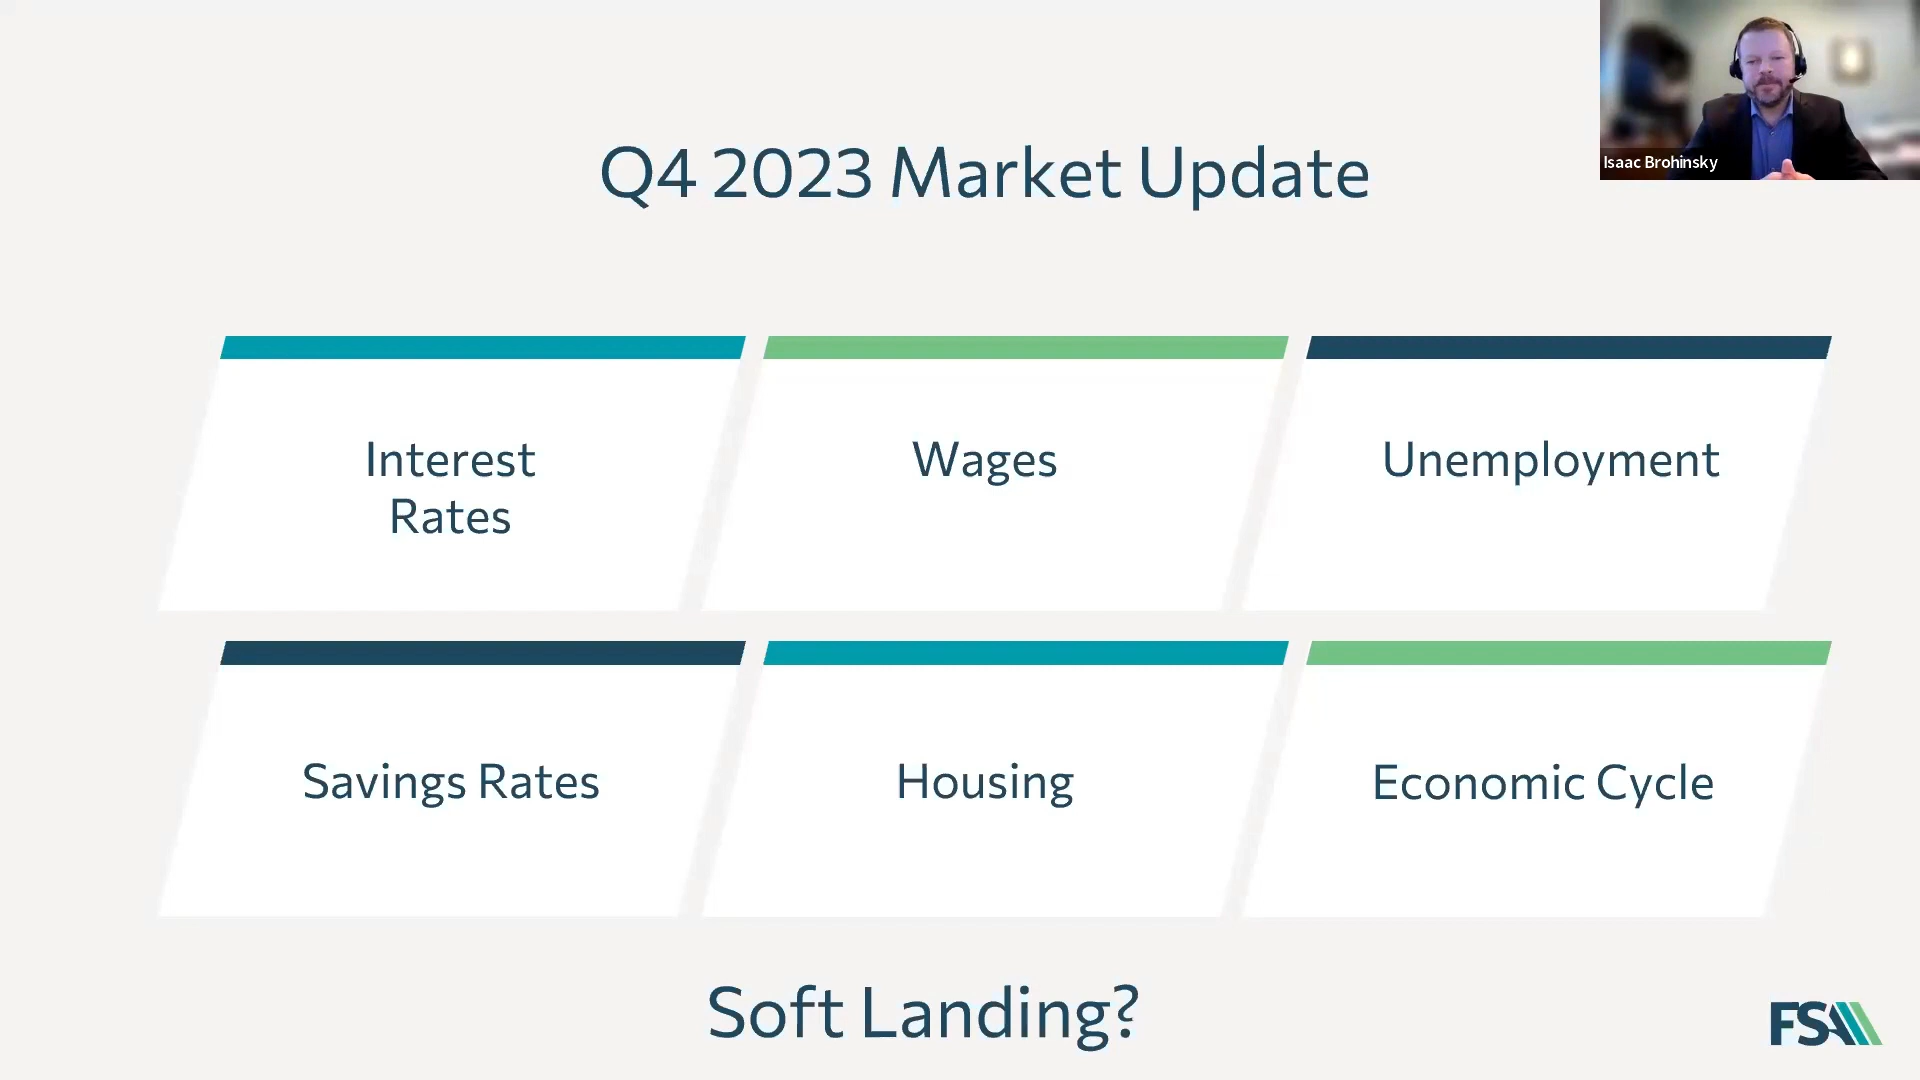 Isaac Brohinsky
Q4 2023 Market Update
Interest
Rates
Wages
Unemployment
Savings Rates
Housing
Economic Cycle
Soft Landing?
FSA